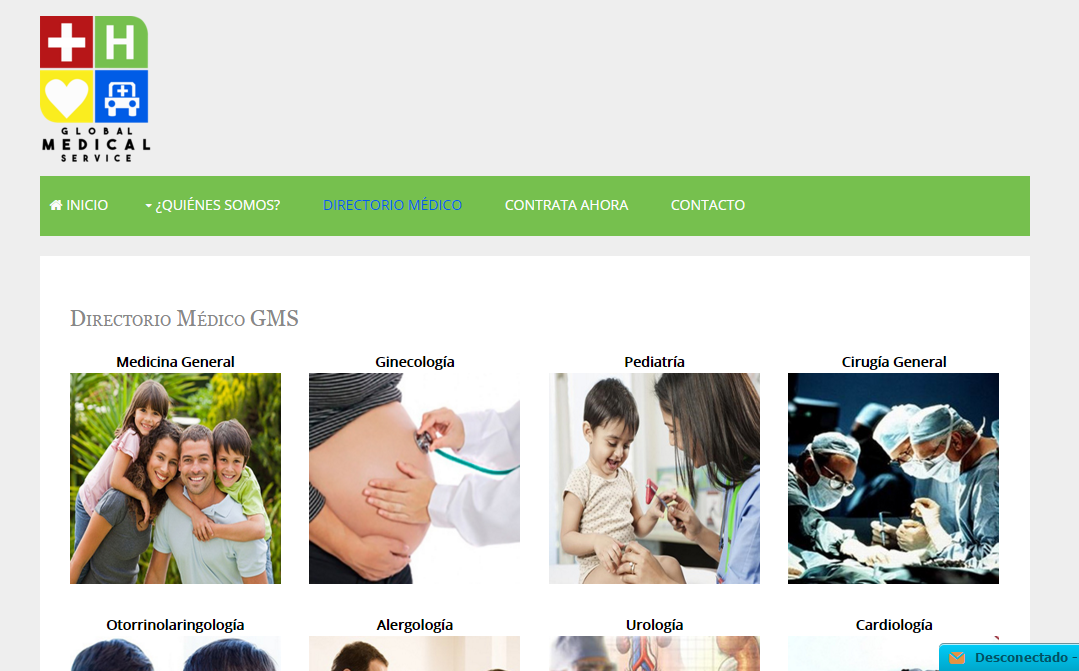 H
GLOBAL
MEDICAL
SERVICE
INICIO
¿QUIÉNES SOMOS?
DIRECTORIO MÉDICO
CONTRATA AHORA
CONTACTO
Directorio Médico GMS
Medicina General
Ginecología
Pediatría
Cirugía General
Otorrinolaringología
Alergología
Urología
Cardiología
Desconectado -